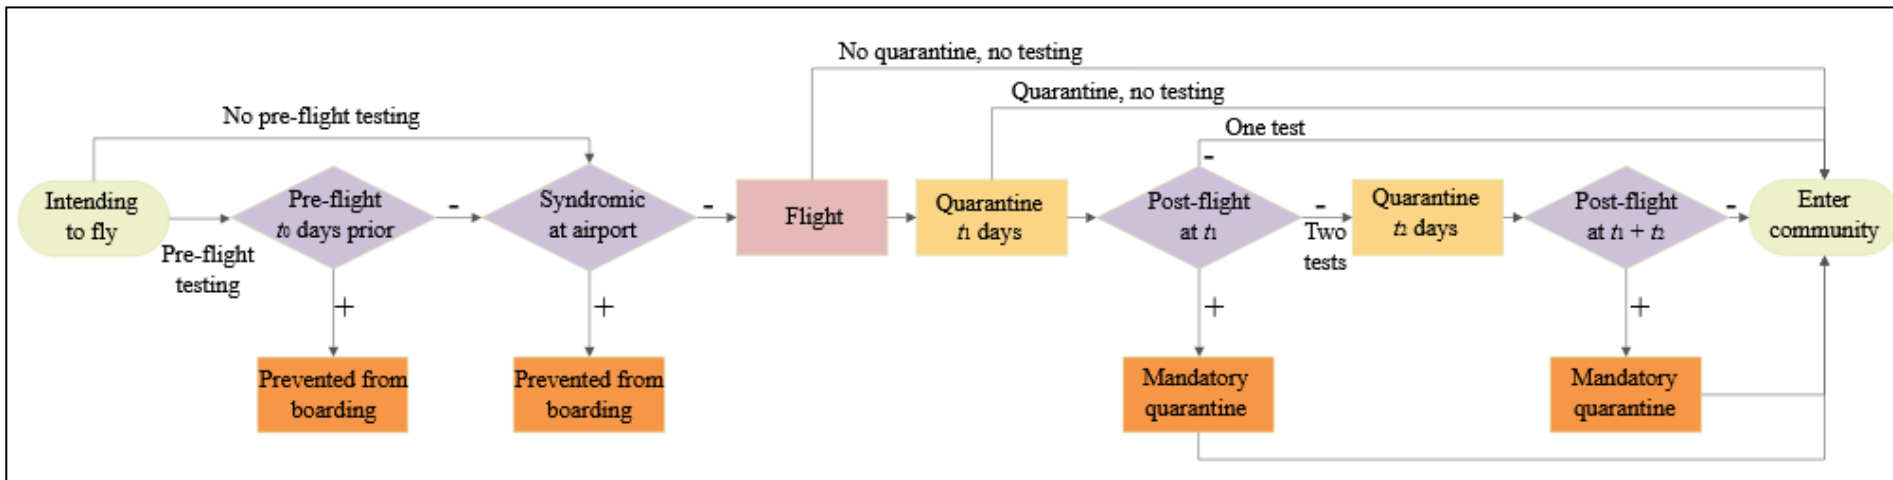 No quarantine, no testing
Quarantine, no testing
No pre-flight testing
One test
Intending
to fly
Pre-flight
testing
Pre-flight
t0 days prior
-
+
Prevented from
boarding
Syndromic
at airport
-
+
Prevented from
boarding
Flight
Quarantine
t1 days
-
Post-flight
at t1
-
Two
tests
+
Mandatory
quarantine
Quarantine
t2 days
Post-flight
at t1 + t2
-
+
Mandatory
quarantine
Enter
community